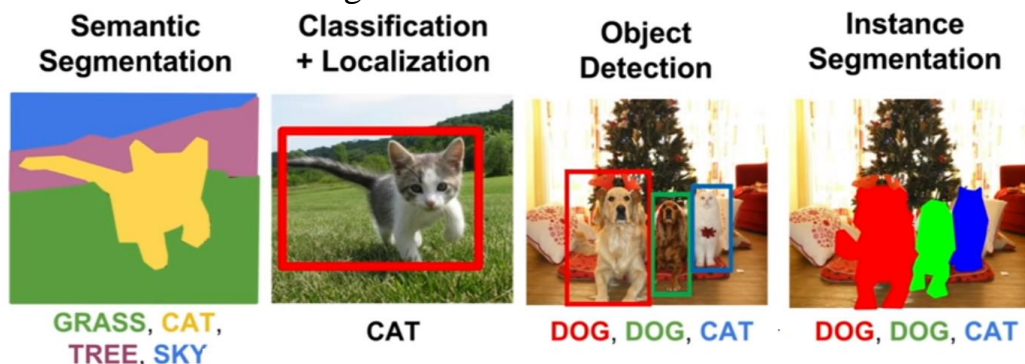 Semantic
Segmentation
Classification
+ Localization
Object
Detection
Instance
Segmentation
GRASS, CAT,
TREE, SKY
CAT
DOG, DOG, CAT
DOG, DOG, CAT